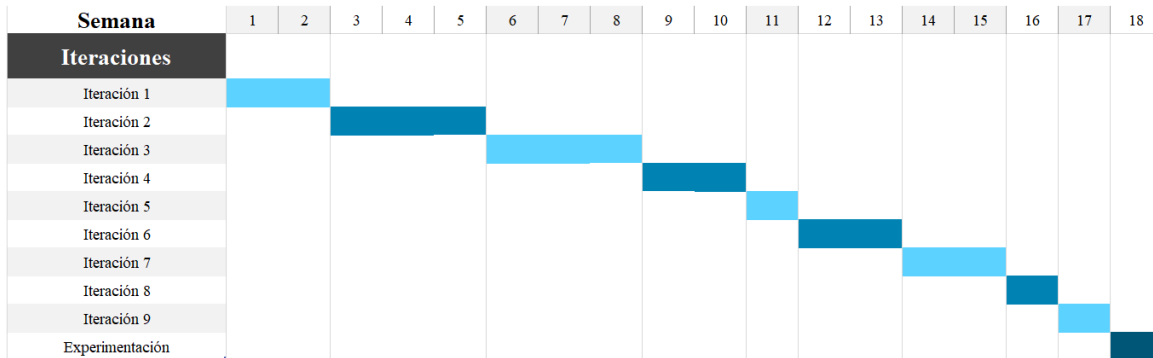 Semana 1 2 3 4 5 6 7 8 9 10 11 12 13 14 15 16 17 18
Iteraciones
Iteración 1
Iteración 2
Iteración 3
Iteración 4
Iteración 5
Iteración 6
Iteración 7
Iteración 8
Iteración 9
Experimentación